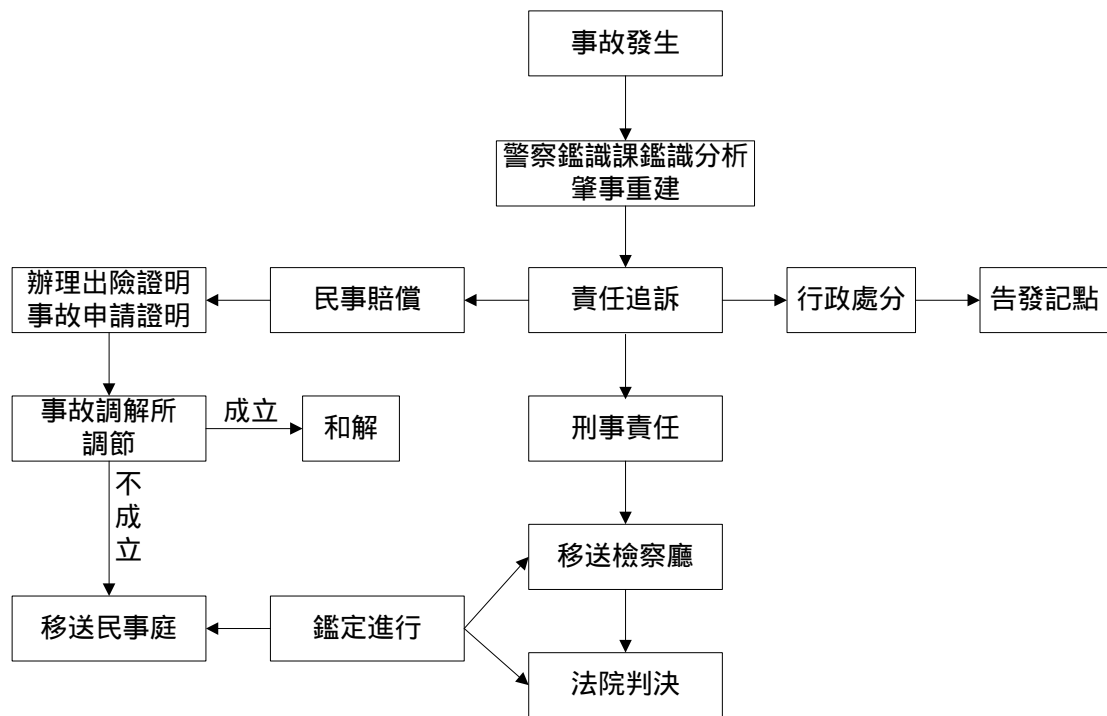 事故發生
警察鑑識課鑑識分析
肇事重建
辦理出險證明
事故申請證明
民事賠償
責任追訴
行政處分
告發記點
事故調解所
調節
成立
和解
刑事責任
不
成
立
移送檢察廳
移送民事庭
鑑定進行
法院判決